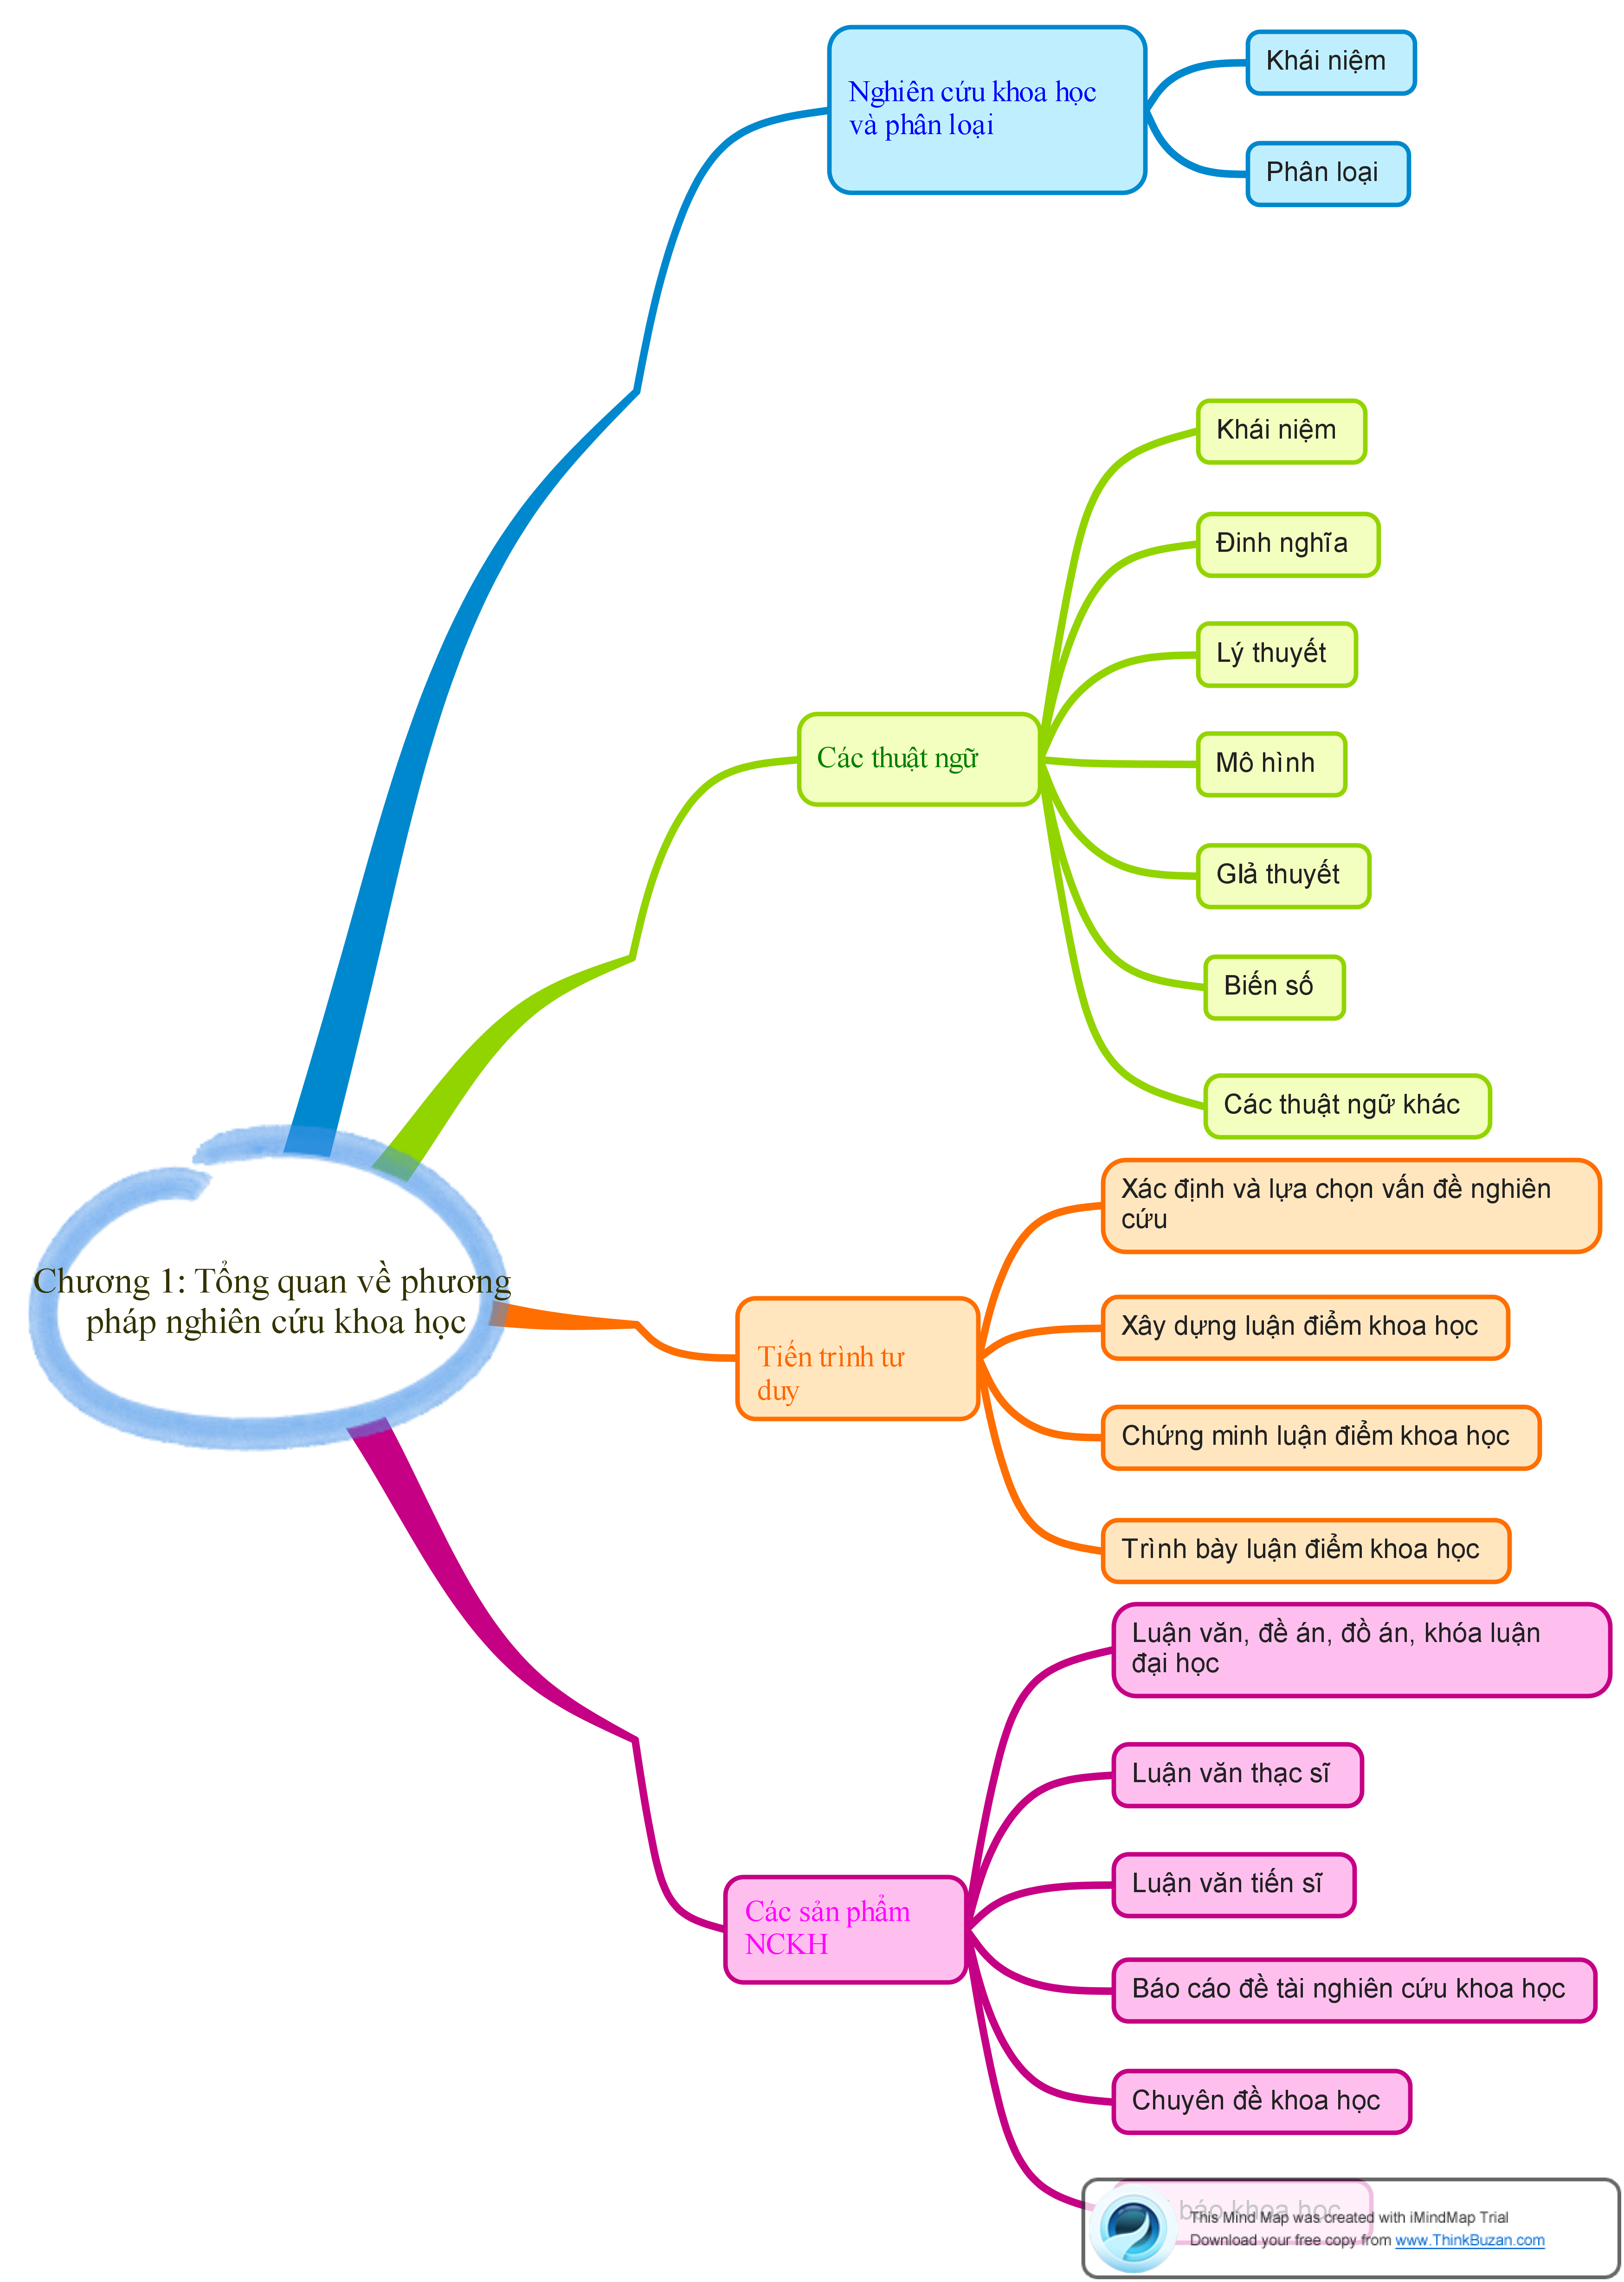 Nghiên cứu khoa học
và phân loại
Khái niệm
Phân loại
Các thuật ngữ
Khái niệm
Đinh nghĩa
Lý thuyết
Mô hình
GIả thuyết
Biến số
Các thuật ngữ khác
Chương 1: Tổng quan về phương
pháp nghiên cứu khoa học
Tiến trình tư
duy
Xác định và lựa chọn vấn đề nghiên
cứu
Xây dựng luận điểm khoa học
Chứng minh luận điểm khoa học
Trình bày luận điểm khoa học
Các sản phẩm
NCKH
Luận văn, đề án, đồ án, khóa luận
đại học
Luận văn thạc sĩ
Luận văn tiến sĩ
Báo cáo đề tài nghiên cứu khoa học
Chuyên đề khoa học
báo khoa học
This Mind Map was created with iMindMap Trial
Download your free copy from www.ThinkBuzan.com